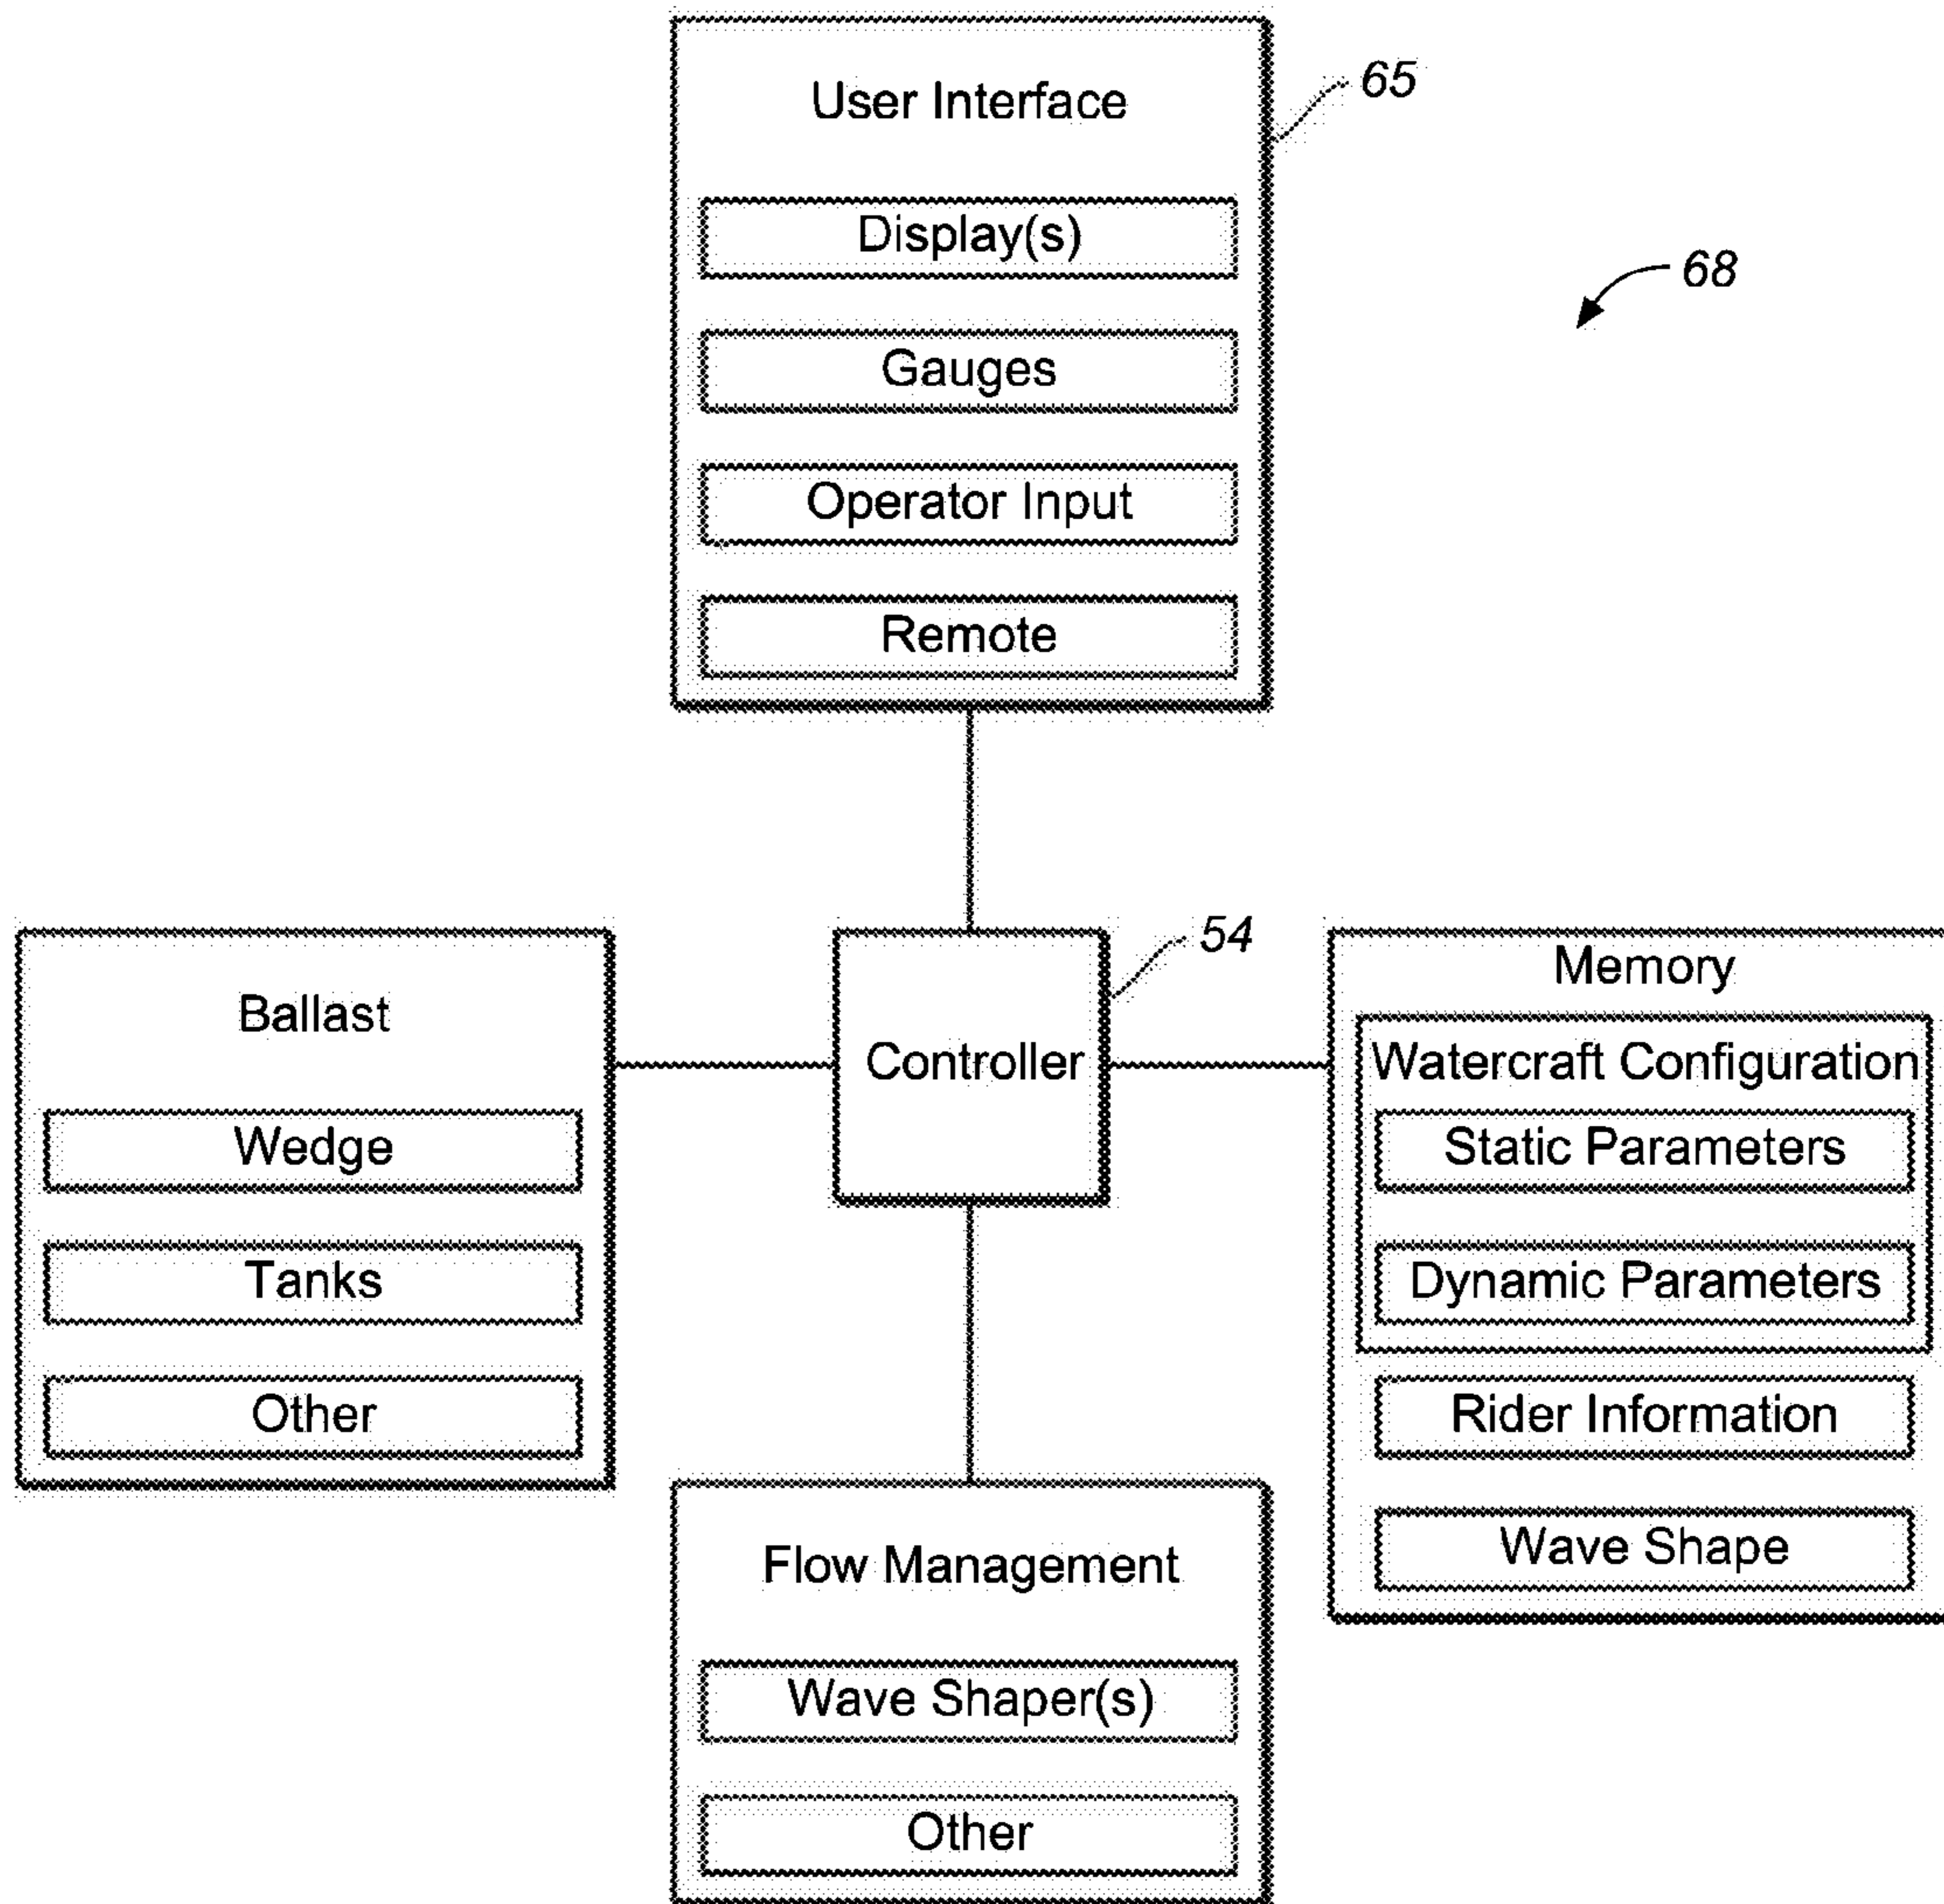 User Interface
65
Display(s)
68
Gauges
Operator Input
Remote
Ballast
Wedge
Tanks
Other
Controller
54
Memory
Watercraft Configuration
Static Parameters
Dynamic Parameters
Rider Information
Wave Shape
Flow Management
Wave Shaper(s)
Other